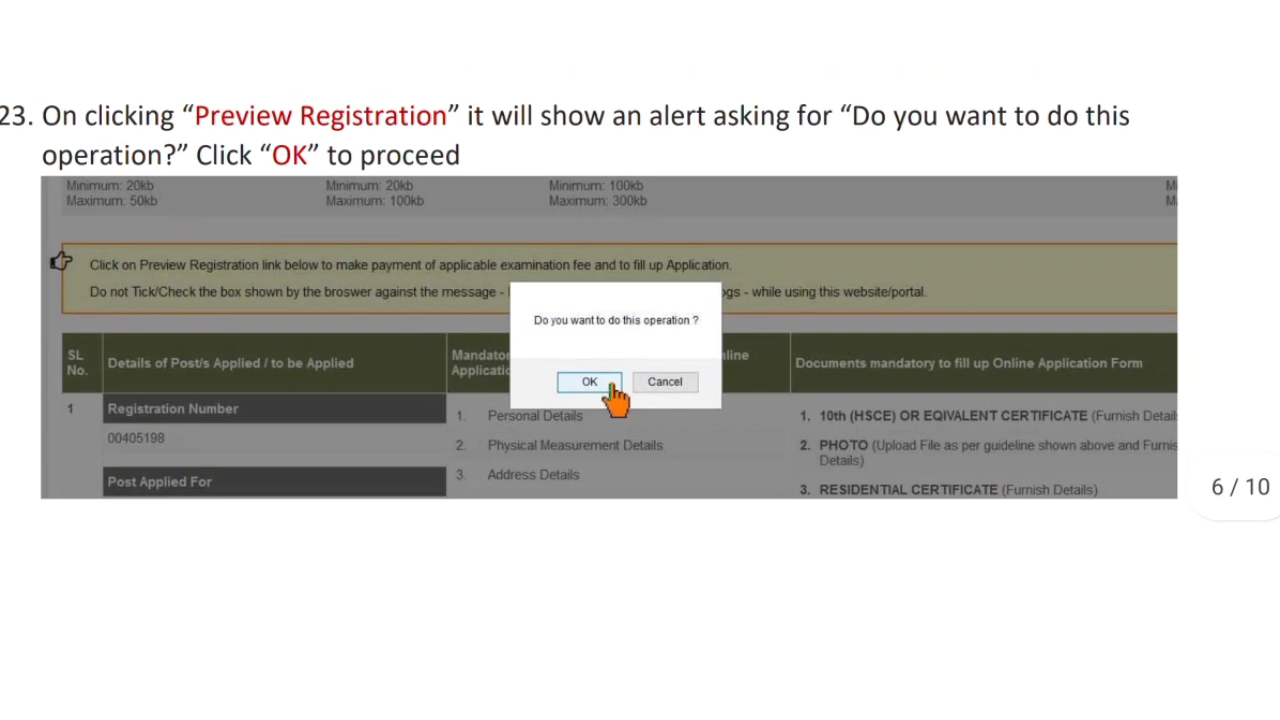 23. On clicking “Preview Registration” it will show an alert asking for “Do you want to do this
operation?” Click “OK” to proceed
Minimum: 20kb Minimum: 20kb Minimum: 100kb
Maximum: 50kb Maximum: 100kb Maximum: 300kb
Click on Preview Registration link below to make payment of applicable examination fee and to fill up Application.
Do not Tick/Check the box shown by the broswer against the message - - while using this website/portal.
Do you want to do this operation ?
OK Cancel
SL No. Details of Post/s Applied / to be Applied
Documents mandatory to fill up Online Application Form
1 Registration Number
00405198
Post Applied For
1. Personal Details
2. Physical Measurement Details
3. Address Details
1. 10th (HSCE) OR EQIVALENT CERTIFICATE (Furnish
2. PHOTO (Upload File as per guideline shown above and
Details)
3. RESIDENTIAL CERTIFICATE (Furnish Details)
6 / 10